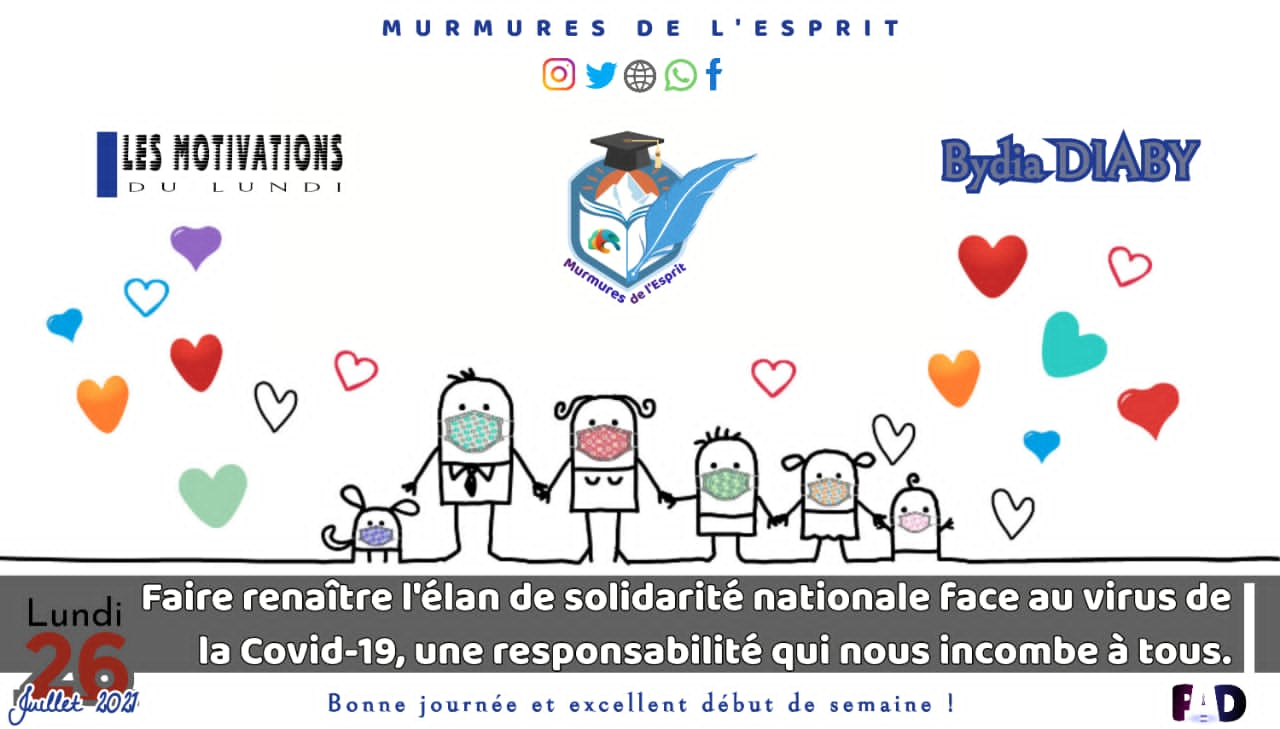 MURMURES DE L'ESPRIT
LES MOTIVATIONS
DU LUNDI
Bydia DIABY
Murmures de l'Esprit
Faire renaître l'élan de solidarité nationale face au virus de
la Covid-19, une responsabilité qui nous incombe à tous.
Lundi
26
Juillet 2021
Bonne journée et excellent début de semaine !
PAD